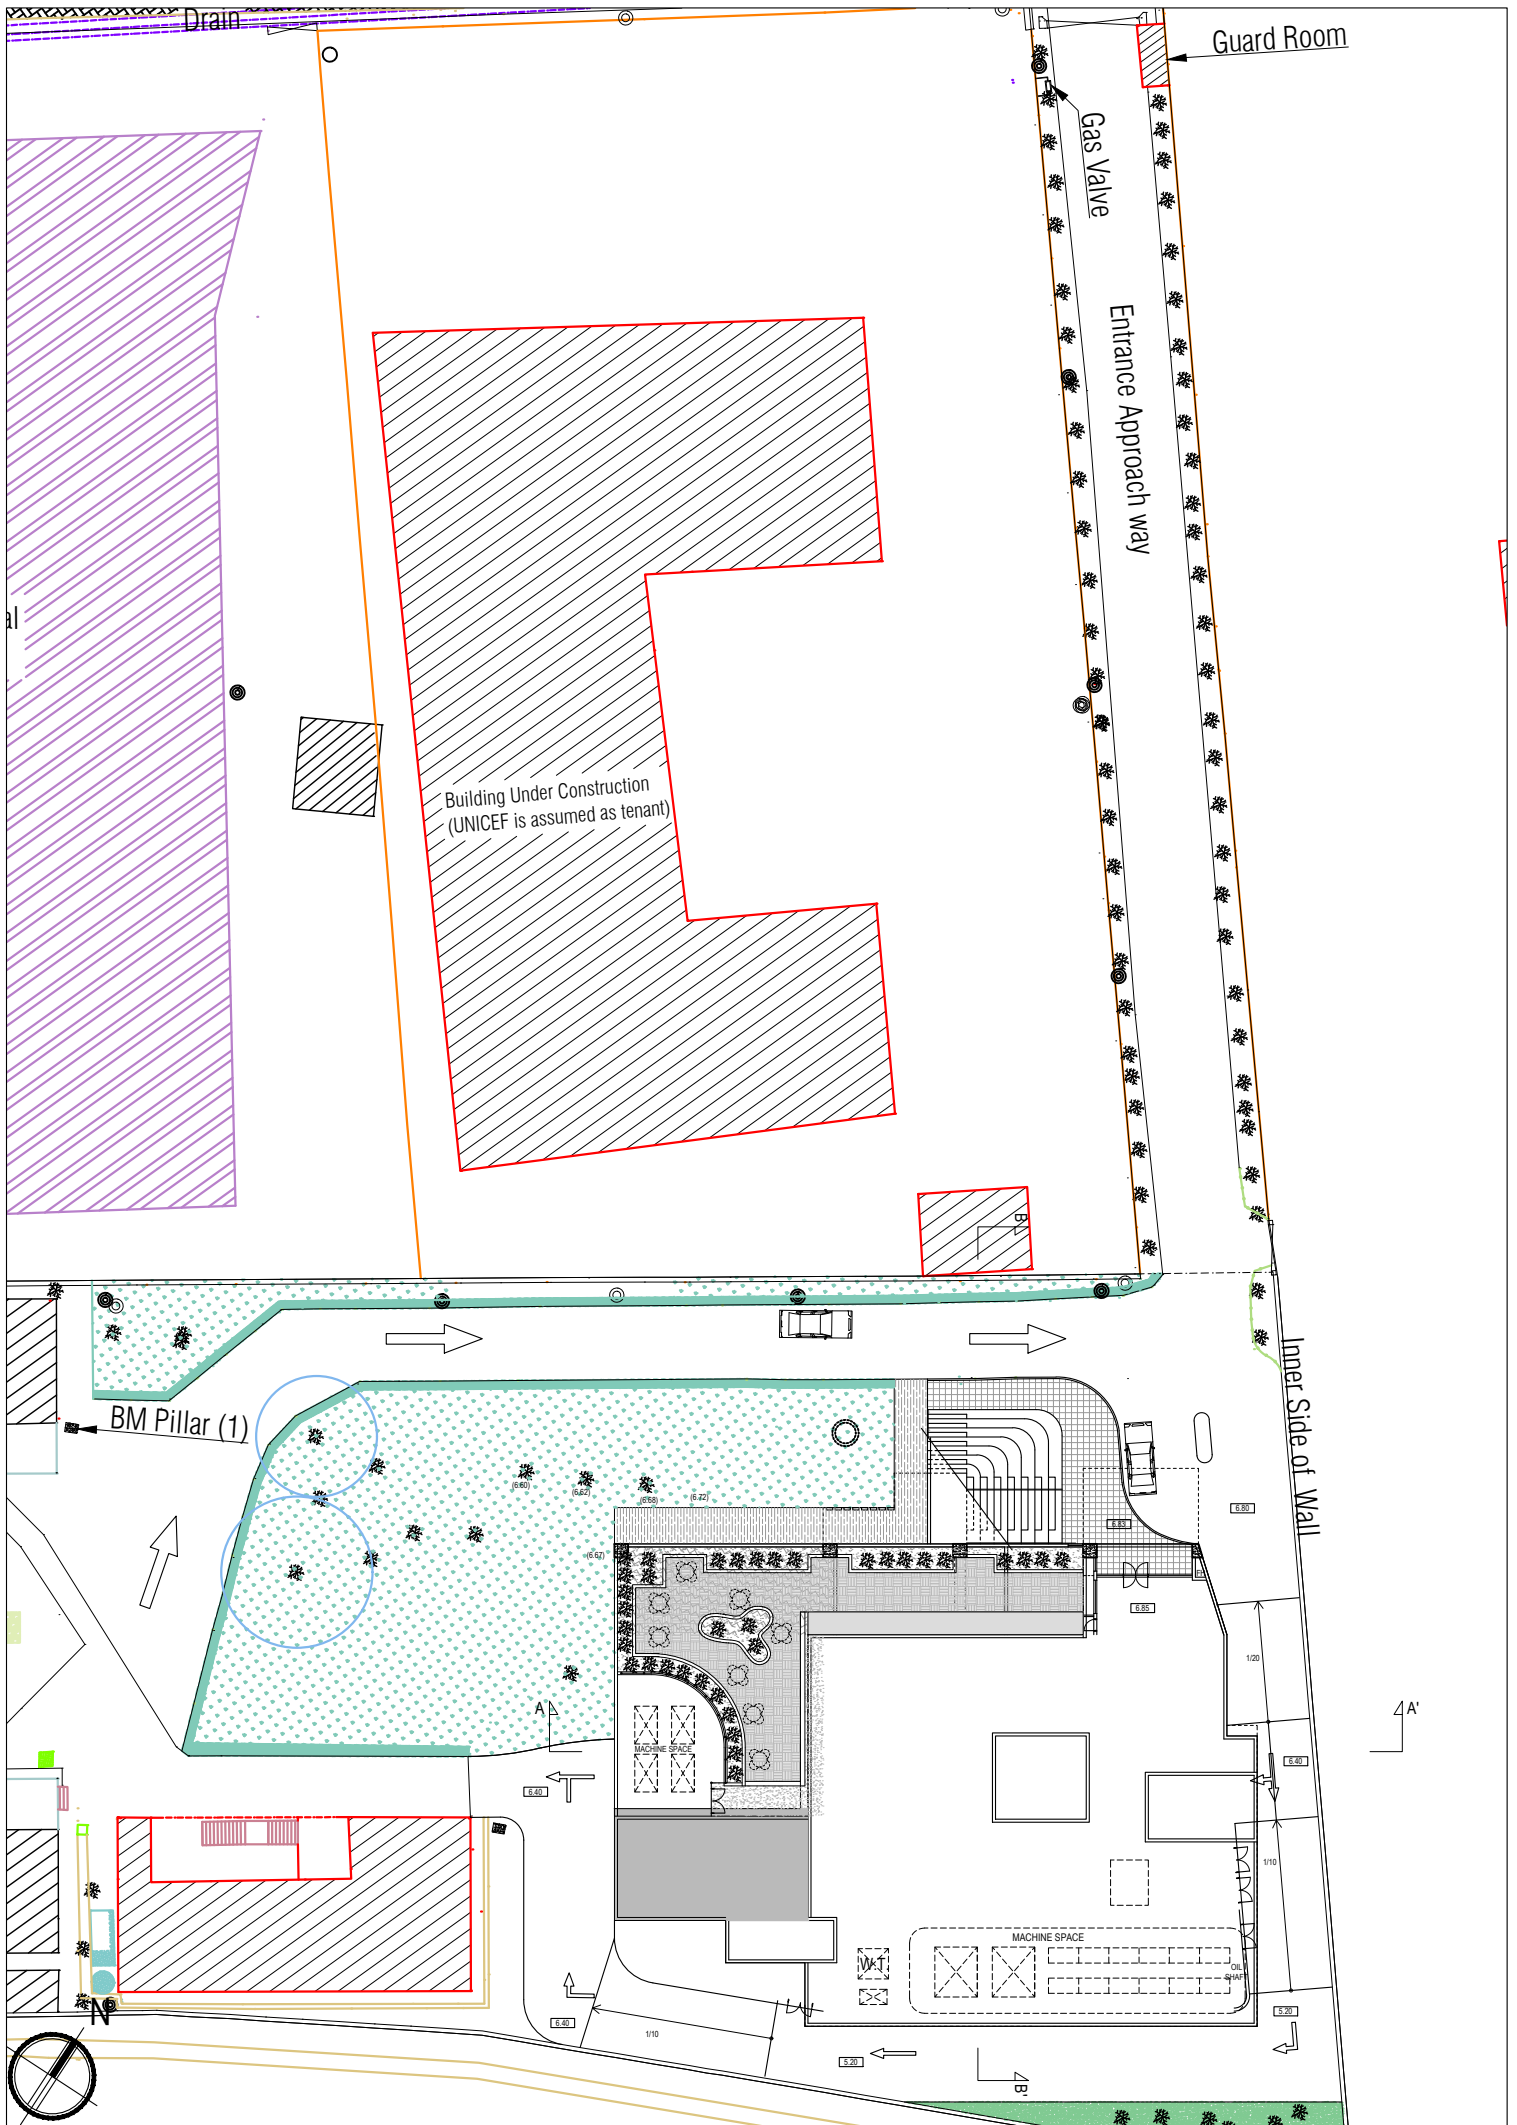 Drain
Guard Room
Gas Valve
Entrance Approach way
al
Building Under Construction
(UNICEF is assumed as tenant)
B
BM Pillar (1)
Inner Side of Wall
(6.60)
(6.62)
(6.68)
(6.72)
(6.67)
6.83
6.80
6.85
1/20
A
A'
MACHINE SPACE
6.40
6.40
1/10
MACHINE SPACE
W.T
OIL
SHAFT
N
6.40
1/10
5.20
5.20
B'